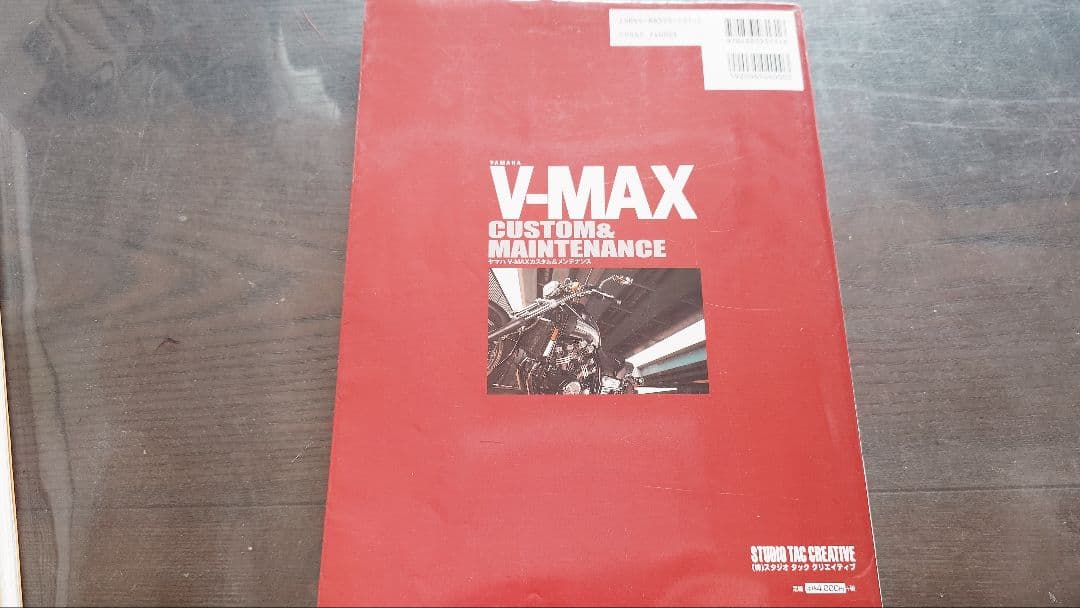 YAMAHA
V-MAX
CUSTOM&
MAINTENANCE
ヤマハ V-MAXカスタム&メンテナンス
STUDIO TAC CREATIVE
(株)スタジオ タック クリエイティブ
定価